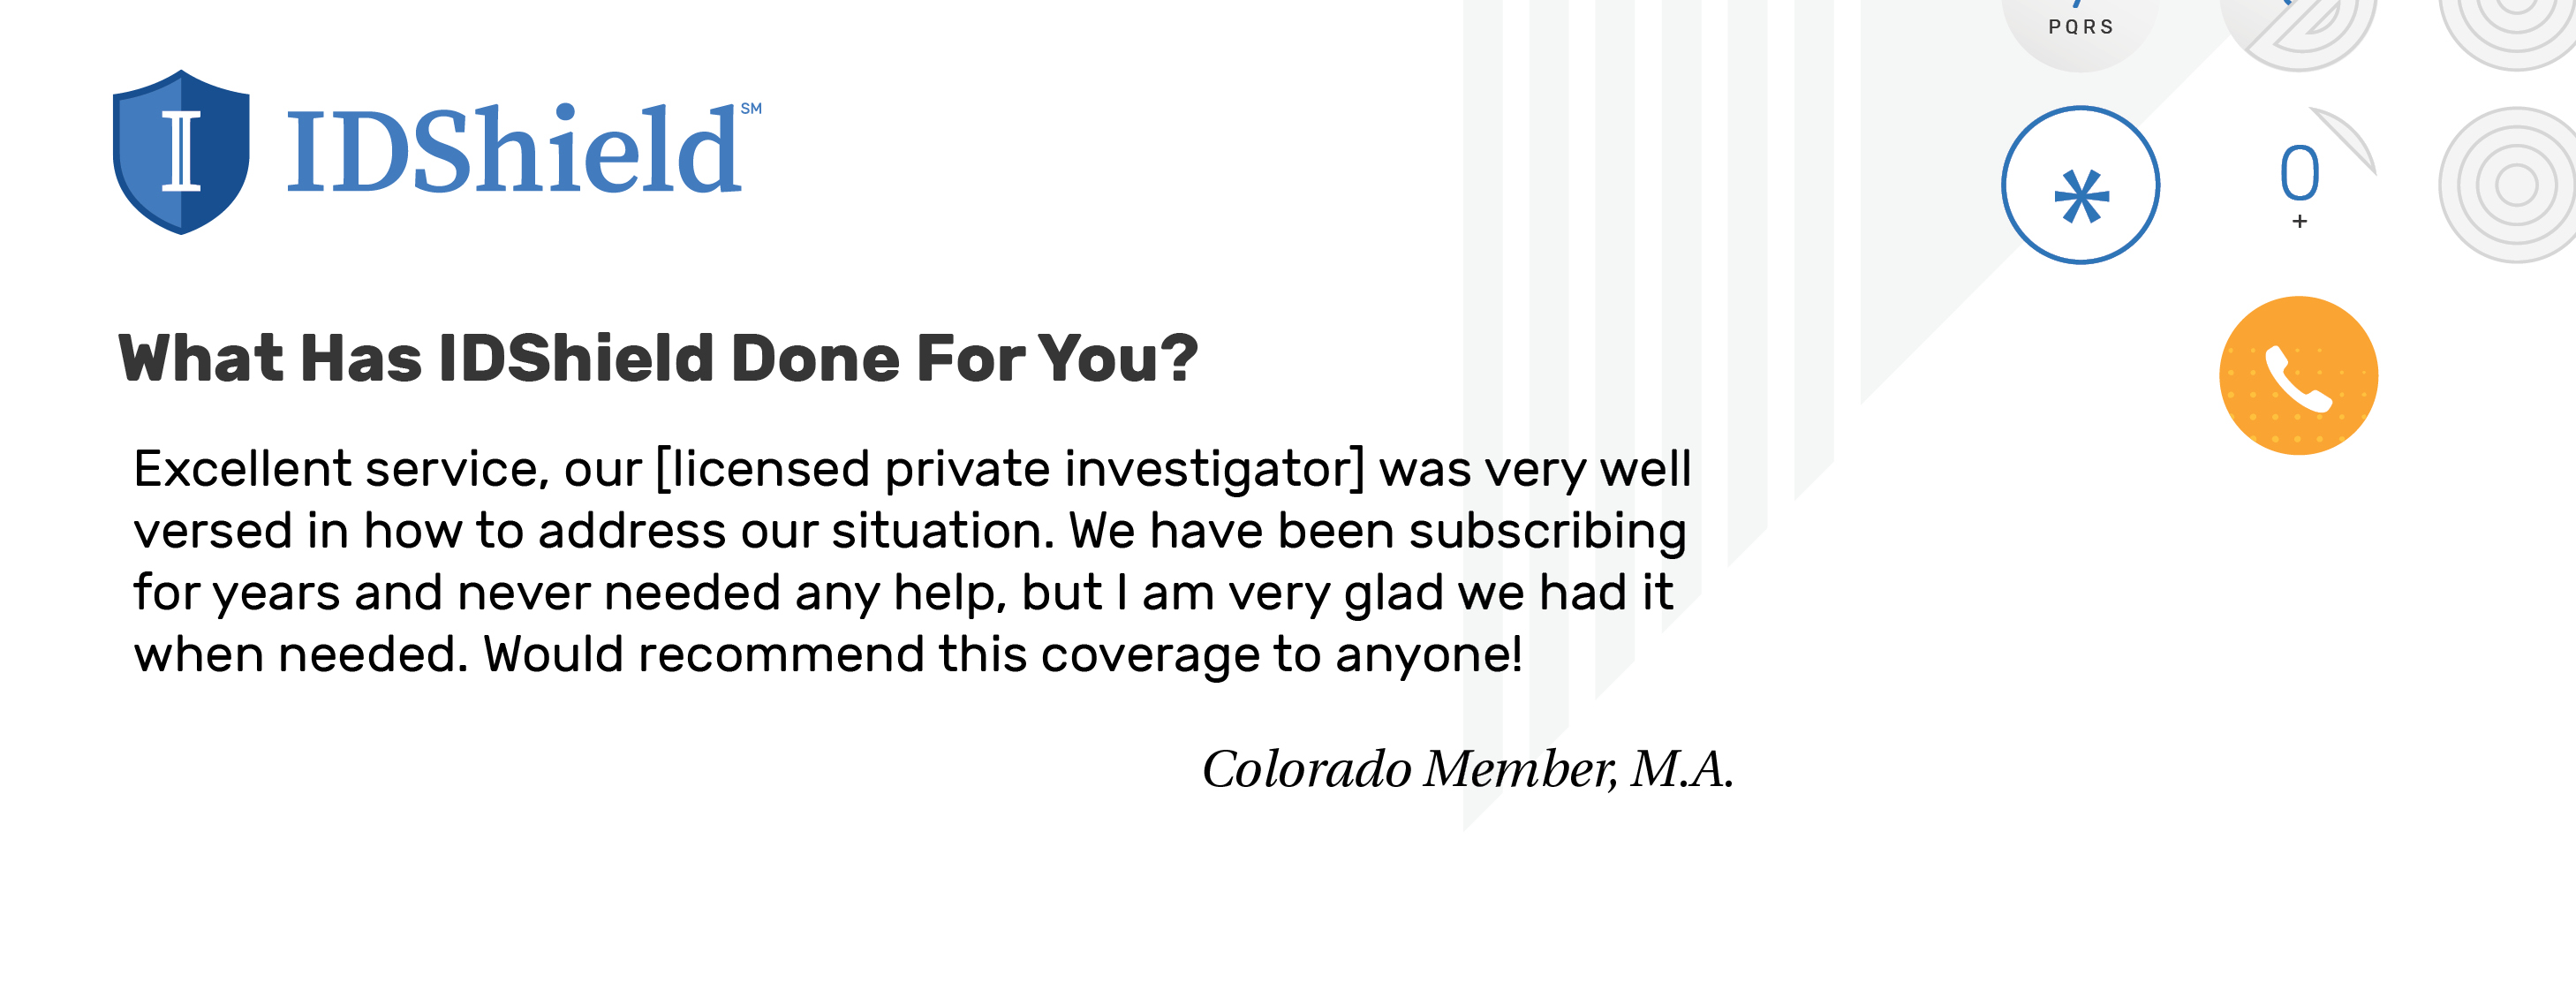 PQRS
I IDShield℠
*
0
+
What Has IDShield Done For You?
Excellent service, our [licensed private investigator] was very well
versed in how to address our situation. We have been subscribing
for years and never needed any help, but I am very glad we had it
when needed. Would recommend this coverage to anyone!
Colorado Member, M.A.